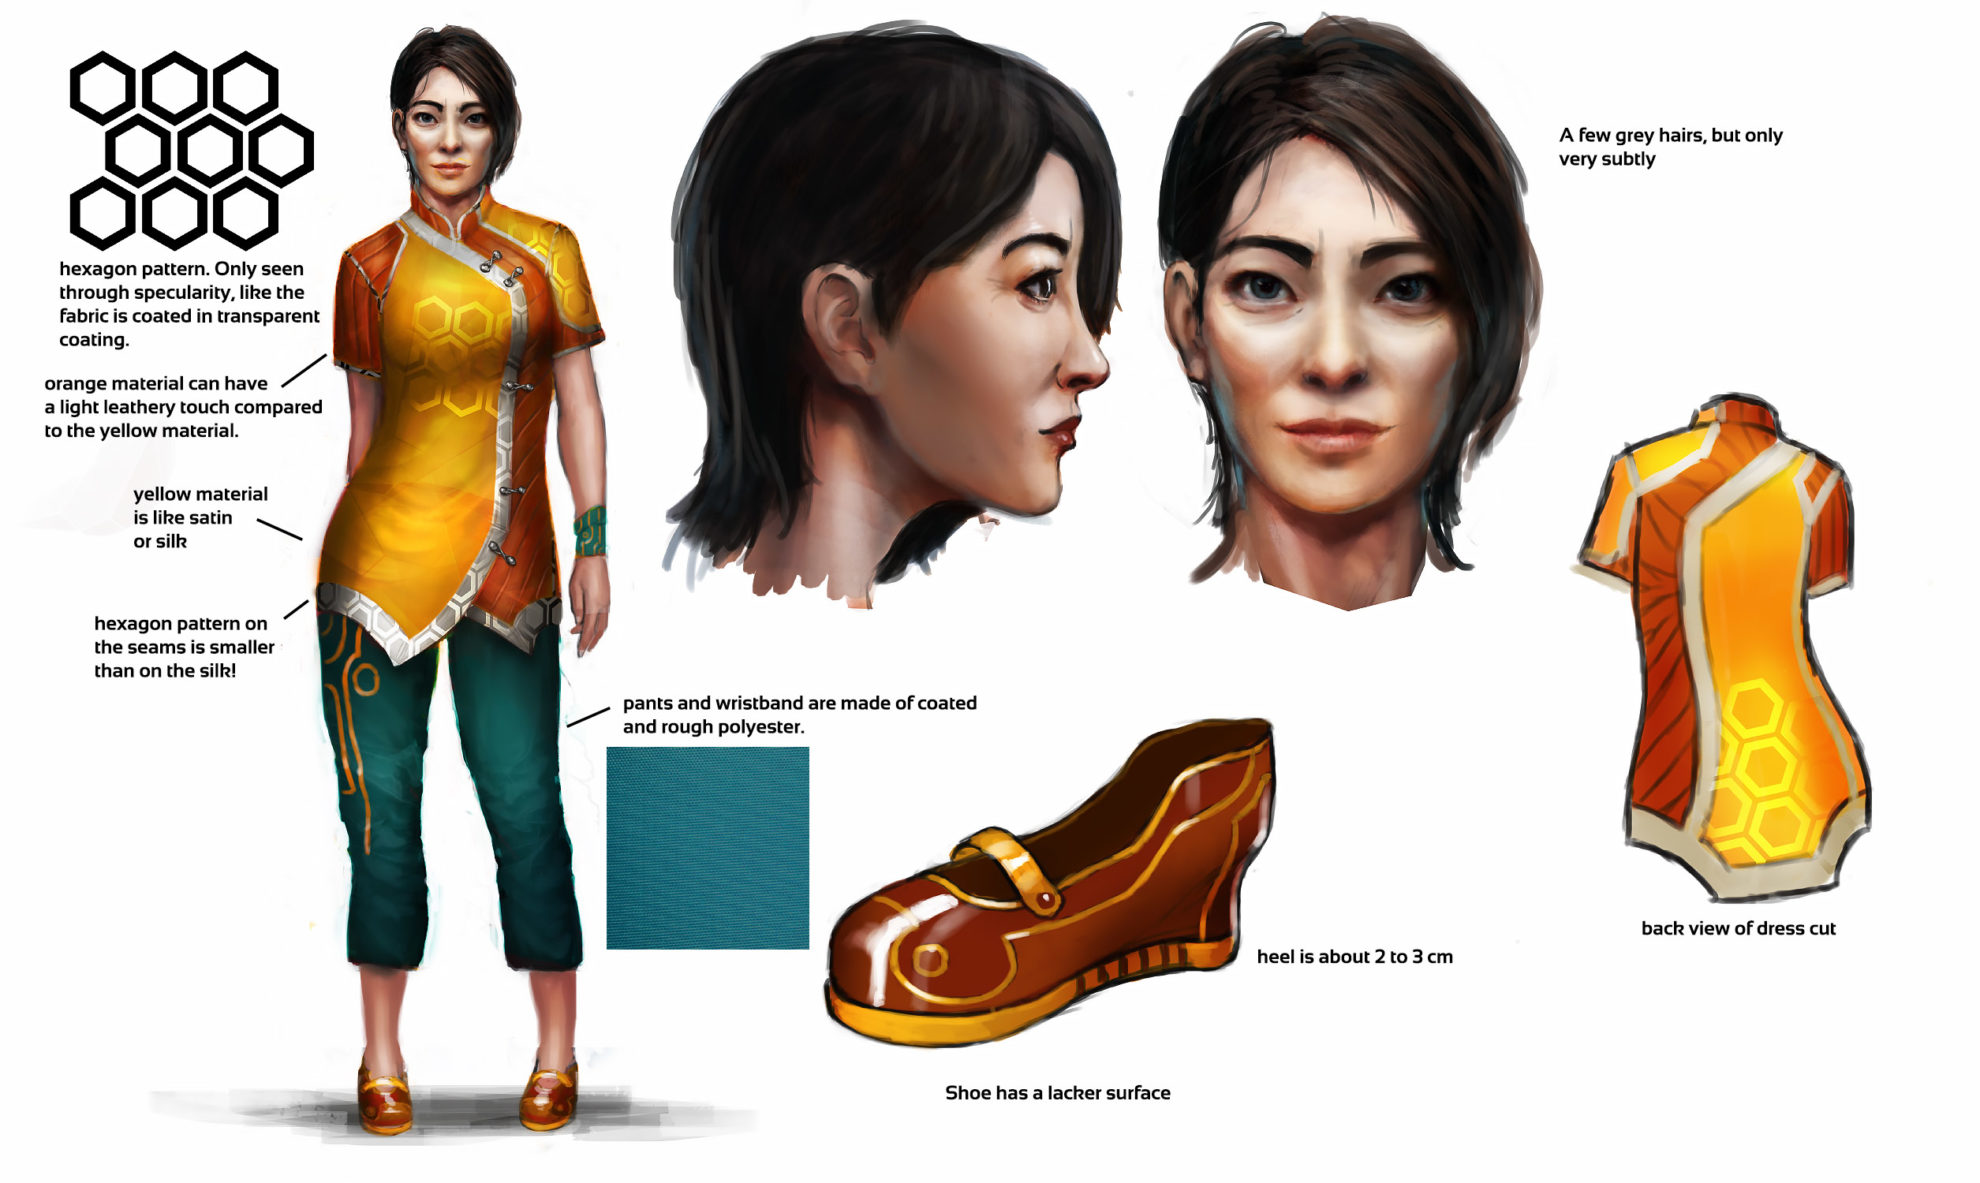 hexagon pattern. Only seen
through specularity, like the
fabric is coated in transparent
coating.
orange material can have
a light leathery touch compared
to the yellow material.
yellow material
is like satin
or silk
hexagon pattern on
the seams is smaller
than on the silk!
pants and wristband are made of coated
and rough polyester.
A few grey hairs, but only
very subtly
back view of dress cut
heel is about 2 to 3 cm
Shoe has a lacker surface